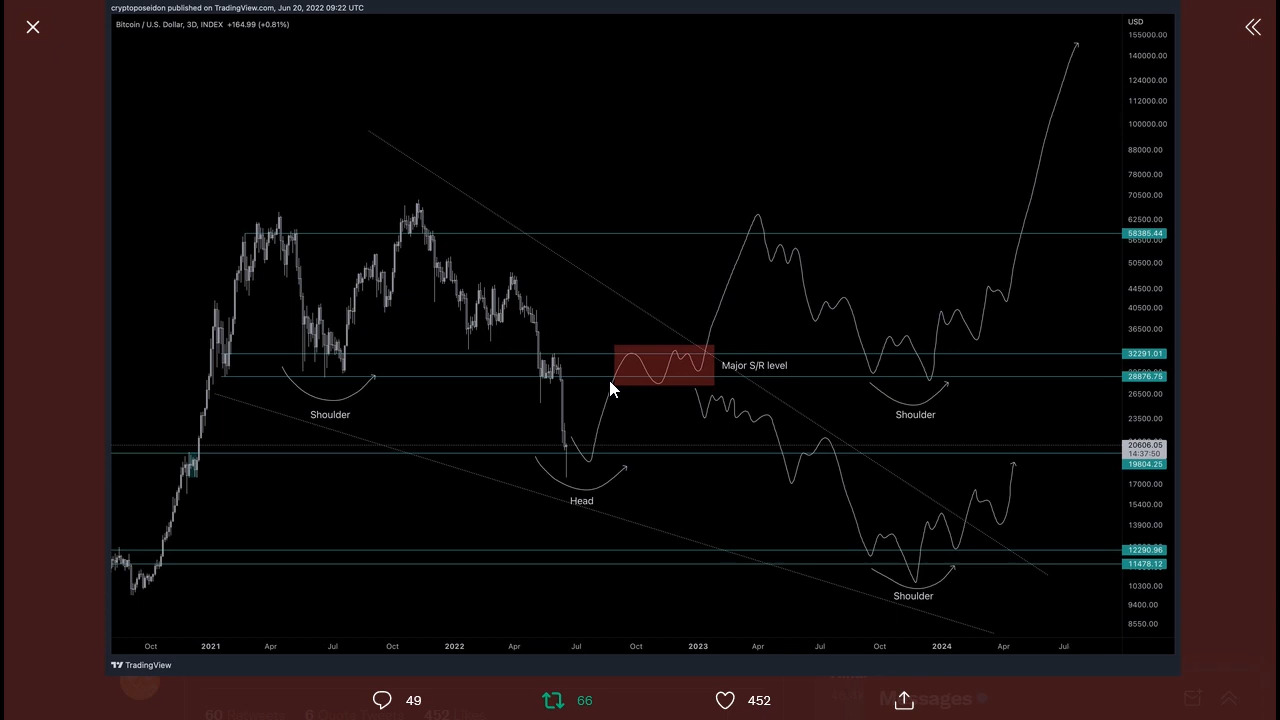 cryptoposeidon published on TradingView.com, Jun 20, 2022 09:22 UTC
Bitcoin / U.S. Dollar, 3D, INDEX +164.99 (+0.81%)
USD
155000.00
140000.00
124000.00
112000.00
100000.00
88000.00
78000.00
70500.00
62500.00
58385.44
56500.00
50500.00
44500.00
40500.00
36500.00
32291.01
Major S/R level
28876.75
26500.00
Shoulder
Shoulder
23500.00
20606.05
14:37:50
19804.25
17000.00
Head
15400.00
13900.00
12290.96
11478.12
10300.00
Shoulder
9400.00
8550.00
Oct 2021 Apr Jul Oct 2022 Apr Jul Oct 2023 Apr Jul Oct 2024 Apr Jul
TradingView
49 66 452
Messages